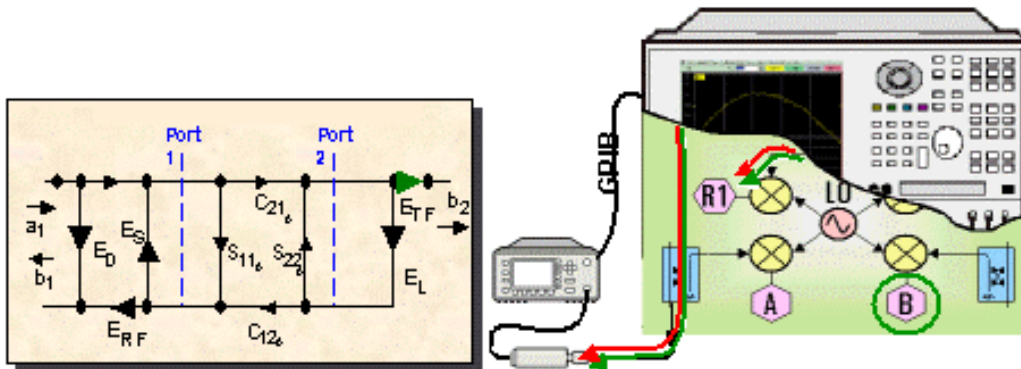 Port
1
Port
2
a1
b1
ED
ES
C21
S11
S22
C12
ERF
ETF
EL
b2
GPIB
R1
LO
A
B